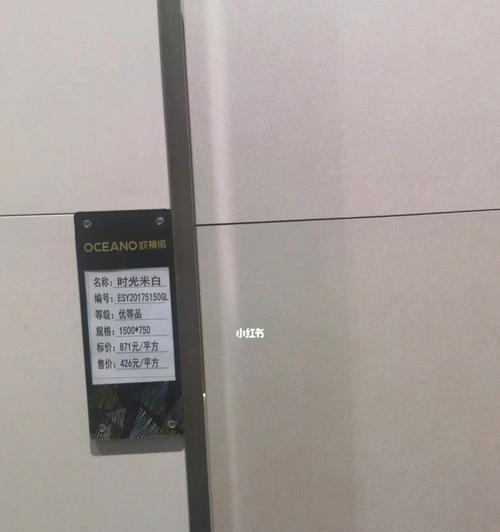 OCEANO欧神诺
名称：时光米白
编号：ESY20175150GL
等级：优等品
规格：1500*750
标价：871元/平方
售价：426元/平方
小红书